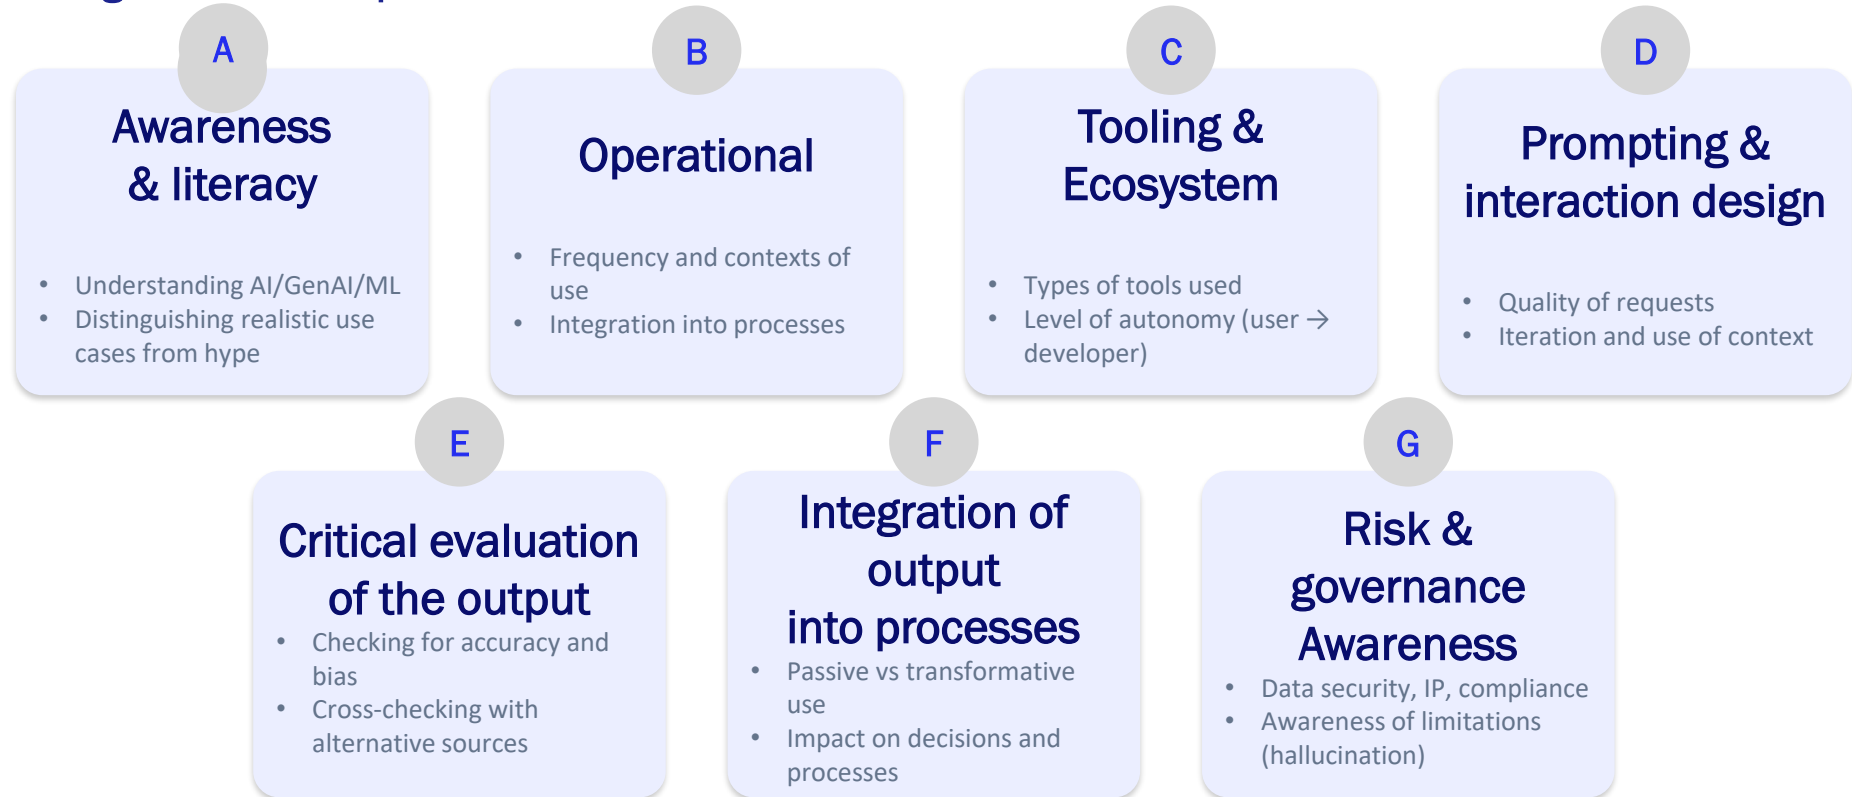 A
B
C
D
Awareness
& literacy
• Understanding AI/GenAI/ML
• Distinguishing realistic use
cases from hype
Operational
• Frequency and contexts of
use
• Integration into processes
Tooling &
Ecosystem
• Types of tools used
• Level of autonomy (user →
developer)
Prompting &
interaction design
• Quality of requests
• Iteration and use of context
E
F
G
Critical evaluation
of the output
• Checking for accuracy and
bias
• Cross-checking with
alternative sources
Integration of
output
into processes
• Passive vs transformative
use
• Impact on decisions and
processes
Risk &
governance
Awareness
• Data security, IP, compliance
• Awareness of limitations
(hallucination)